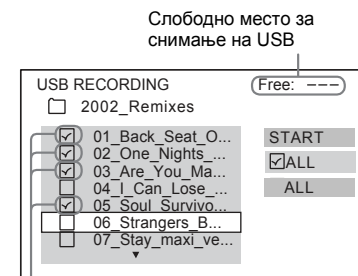 Слободно место за
снимање на USB
USB RECORDING Free: ---
2002_Remixes
01_Back_Seat_O...
02_One_Nights_...
03_Are_You_Ma...
04_I_Can_Lose_...
05_Soul_Survivo...
06_Strangers_B...
07_Stay_maxi_ve...
START
ALL
ALL